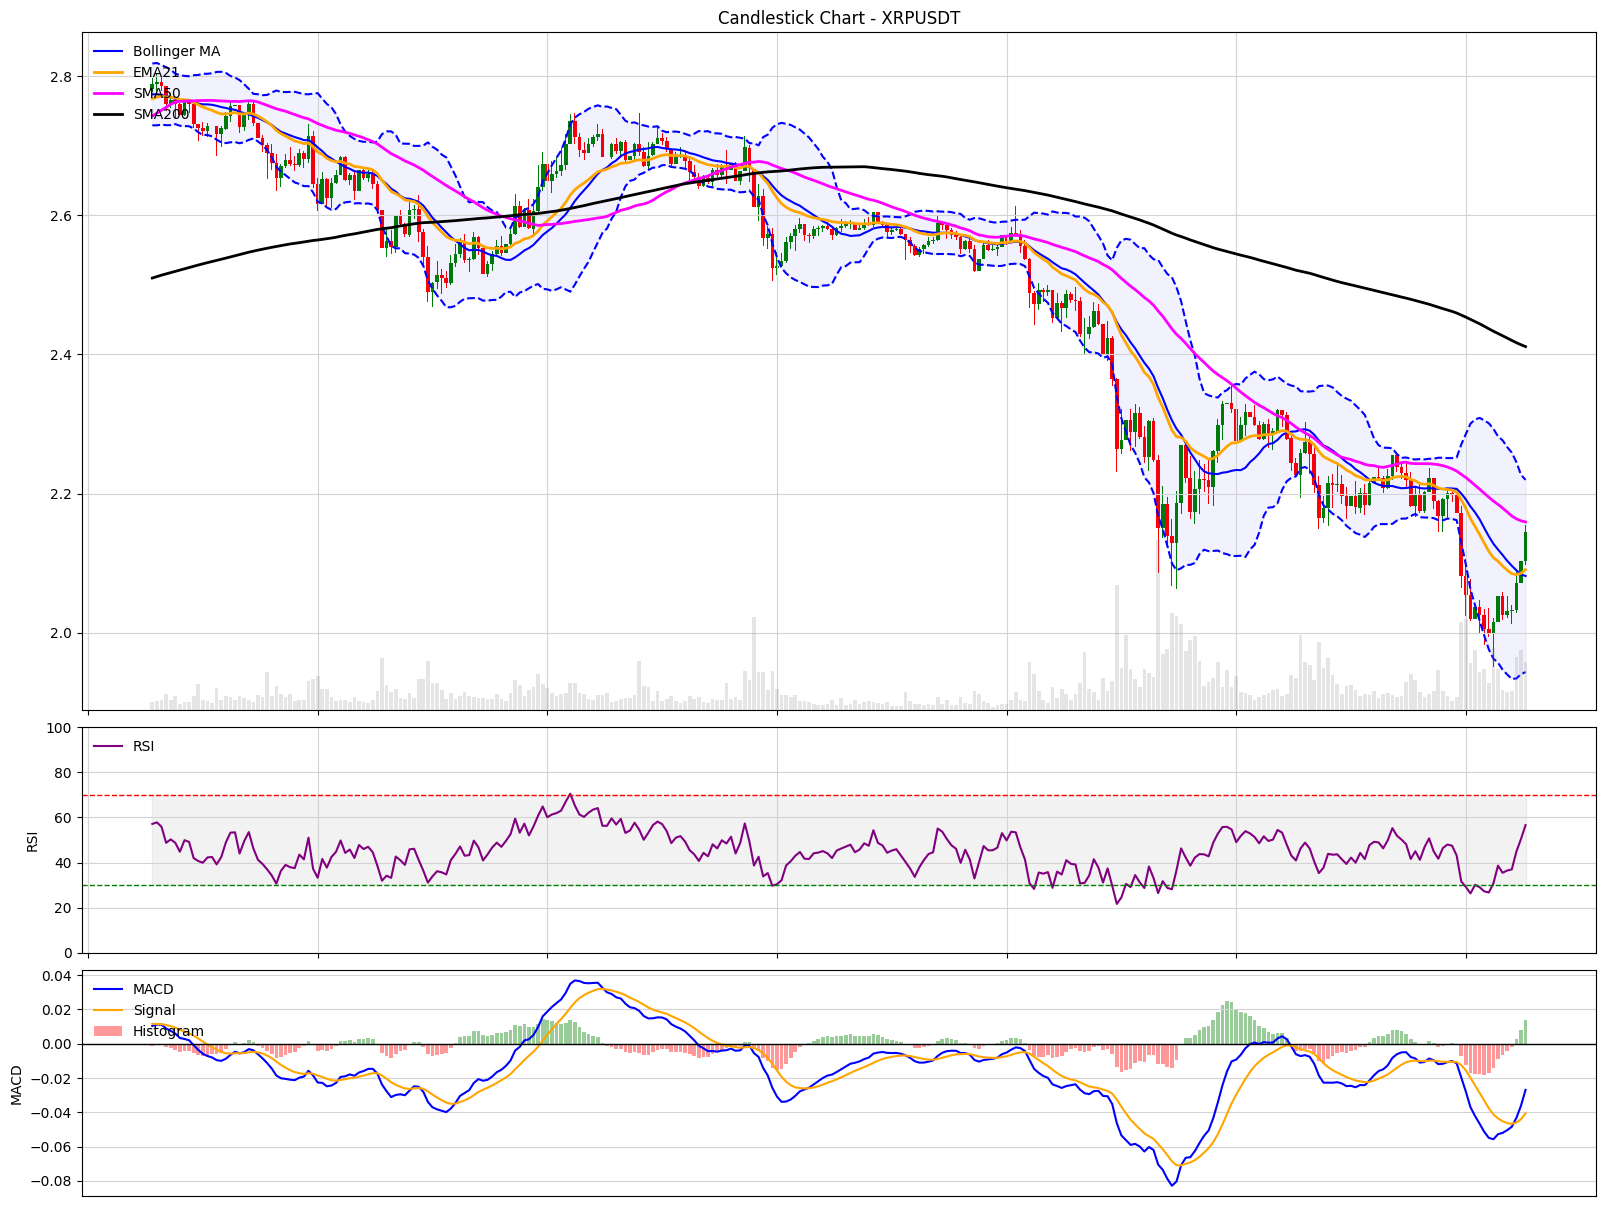 Candlestick Chart - XRPUSDT
Bollinger MA
EMA21
SMA50
SMA200
2.8
2.6
2.4
2.2
2.0
RSI
100
80
60
40
20
0
RSI
MACD
Signal
Histogram
0.04
0.02
0.00
−0.02
−0.04
−0.06
−0.08
MACD